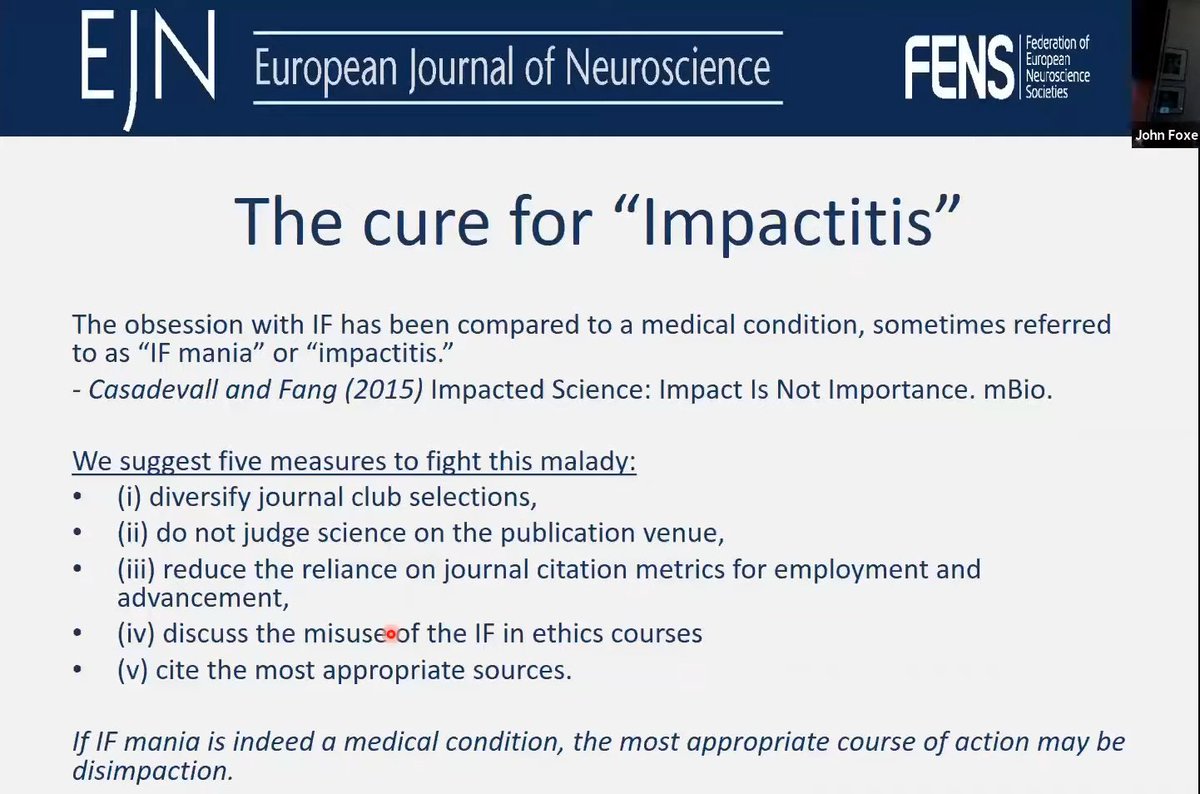 EJN
European Journal of Neuroscience
FENS
Federation of
European
Neuroscience
Societies
John Foxe
The cure for “Impactitis”
The obsession with IF has been compared to a medical condition, sometimes referred
to as “IF mania” or “impactitis.”
- Casadevall and Fang (2015) Impacted Science: Impact Is Not Importance. mBio.
We suggest five measures to fight this malady:
• (i) diversify journal club selections,
• (ii) do not judge science on the publication venue,
• (iii) reduce the reliance on journal citation metrics for employment and
advancement,
• (iv) discuss the misuse of the IF in ethics courses
• (v) cite the most appropriate sources.
If IF mania is indeed a medical condition, the most appropriate course of action may be
disimpaction.